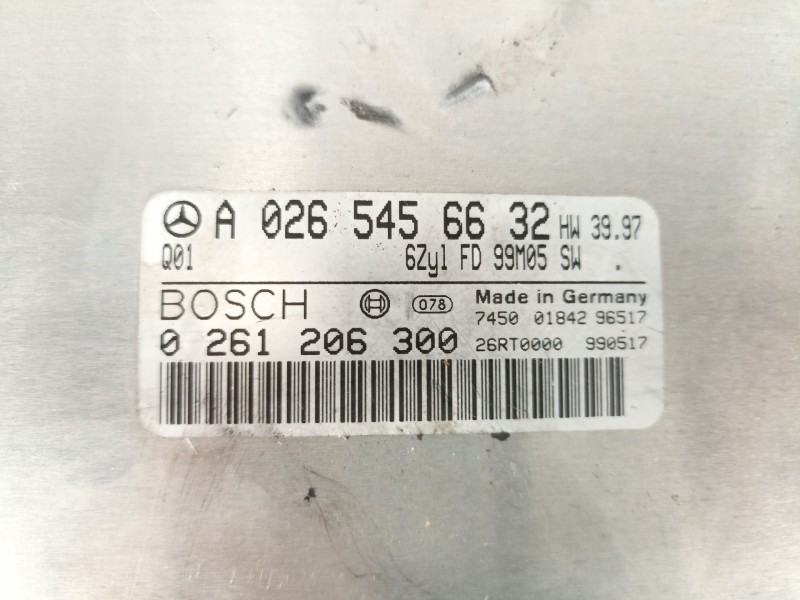 A 026 545 66 32 HW 39.97
Q01 6Zyl FD 99M05 SW .
BOSCH 078 Made in Germany
7450 01842 96517
0 261 206 300 26RT0000 990517